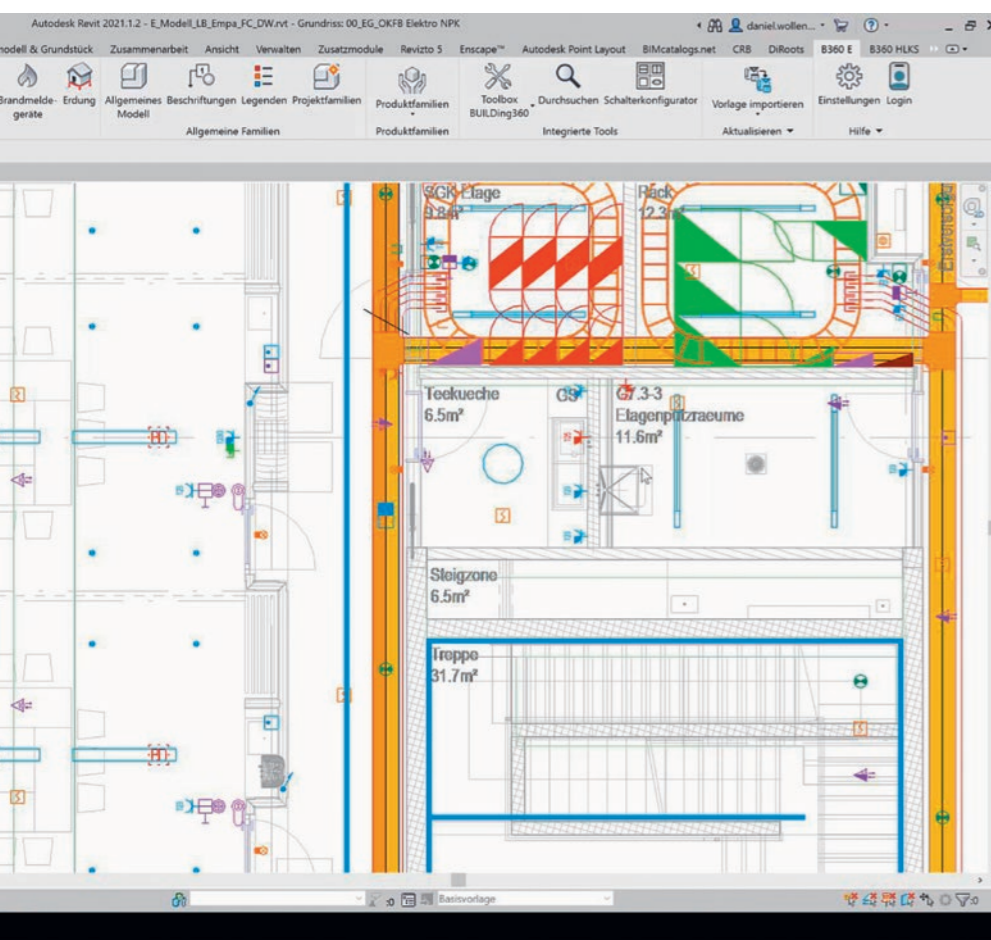 Autodesk Revit 2021.1.2 - E_Modell_LB_Empa_FC_DW.rvt - Grundriss: 00_EG_OKFB Elektro NPK
daniel.wollen...
modell & Grundstück Zusammenarbeit Ansicht Verwalten Zusatzmodule Revizto 5 Enscape™ Autodesk Point Layout BIMcatalogs.net CRB DiRoots B360 E B360 HLKS
Brandmelde-
geräte
Erdung
Allgemeines
Modell
Beschriftungen Legenden Projektfamilien
Produktfamilien
Toolbox
BUILDing360
Durchsuchen Schalterkonfigurator
Vorlage importieren
Einstellungen Login
Allgemeine Familien Produktfamilien Integrierte Tools Aktualisieren Hilfe
SGK Etage
9.8m²
Rack
12.3m²
Teekueche
6.5m²
G7.3-3
Etagenputzraeume
11.6m²
Steigzone
6.5m²
Treppe
31.7m²
:0
Basisvorlage
:0